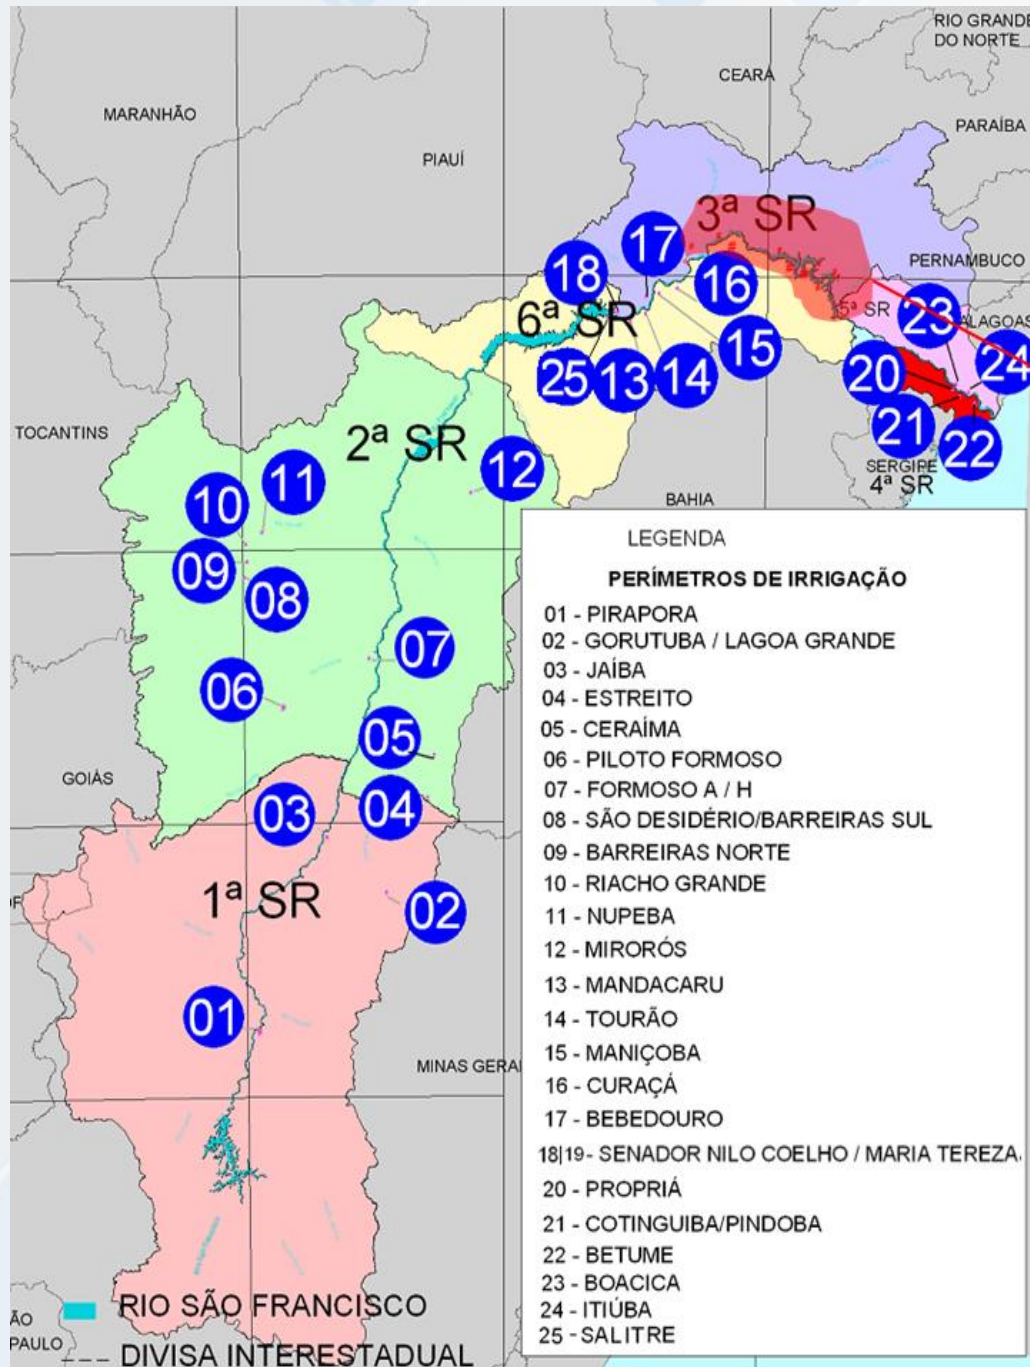 RIO GRANDE
DO NORTE
CEARÁ
MARANHÃO
PARAÍBA
PIAUÍ
3ª SR
17
18
16
PERNAMBUCO
5ª SR
23
ALAGOAS
6ª SR
25
13
14
15
20
24
21
22
TOCANTINS
2ª SR
12
11
10
SERGIPE
4ª SR
BAHIA
09
08
07
06
05
GOIÁS
03
04
1ª SR
02
01
MINAS GERAI
LEGENDA
PERÍMETROS DE IRRIGAÇÃO
01 - PIRAPORA
02 - GORUTUBA / LAGOA GRANDE
03 - JAÍBA
04 - ESTREITO
05 - CERAÍMA
06 - PILOTO FORMOSO
07 - FORMOSO A / H
08 - SÃO DESIDÉRIO/BARREIRAS SUL
09 - BARREIRAS NORTE
10 - RIACHO GRANDE
11 - NUPEBA
12 - MIRORÓS
13 - MANDACARU
14 - TOURÃO
15 - MANIÇOBA
16 - CURAÇÁ
17 - BEBEDOURO
18|19- SENADOR NILO COELHO / MARIA TEREZA
20 - PROPRIÁ
21 - COTINGUIBA/PINDOBA
22 - BETUME
23 - BOACICA
24 - ITIÚBA
25 - SALITRE
RIO SÃO FRANCISCO
ÃO
PAULO
DIVISA INTERESTADUAL